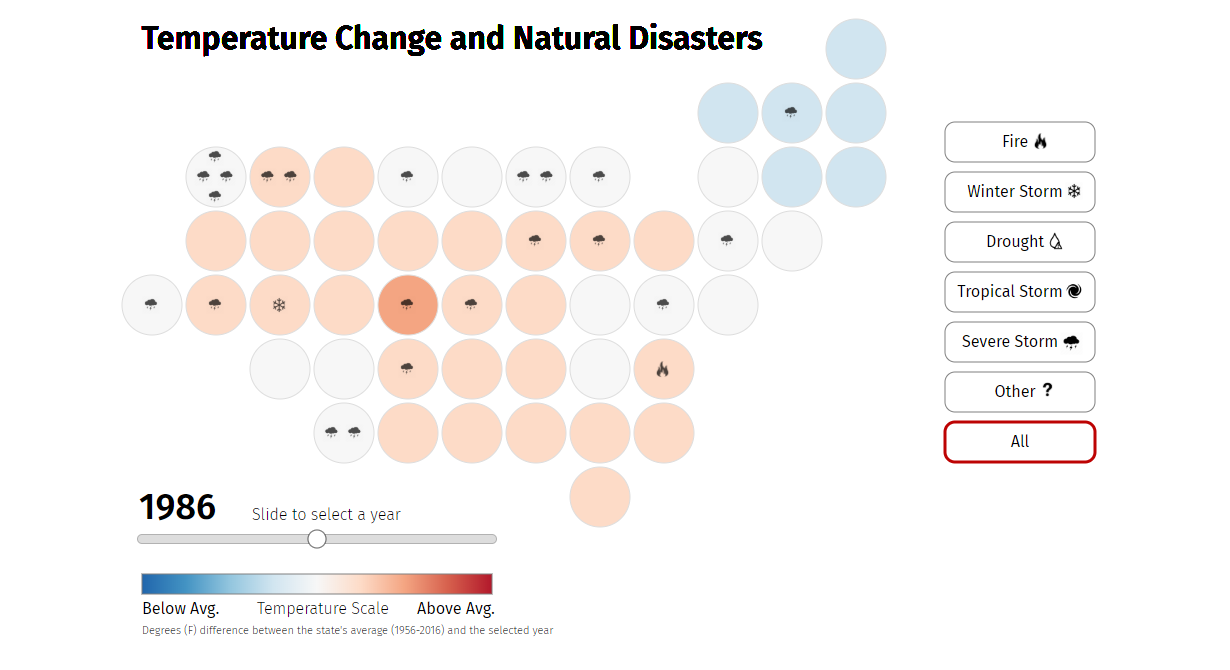 Temperature Change and Natural Disasters
Fire
Winter Storm
Drought
Tropical Storm
Severe Storm
Other ?
All
1986
Slide to select a year
Below Avg.
Temperature Scale
Above Avg.
Degrees (F) difference between the state's average (1956-2016) and the selected year